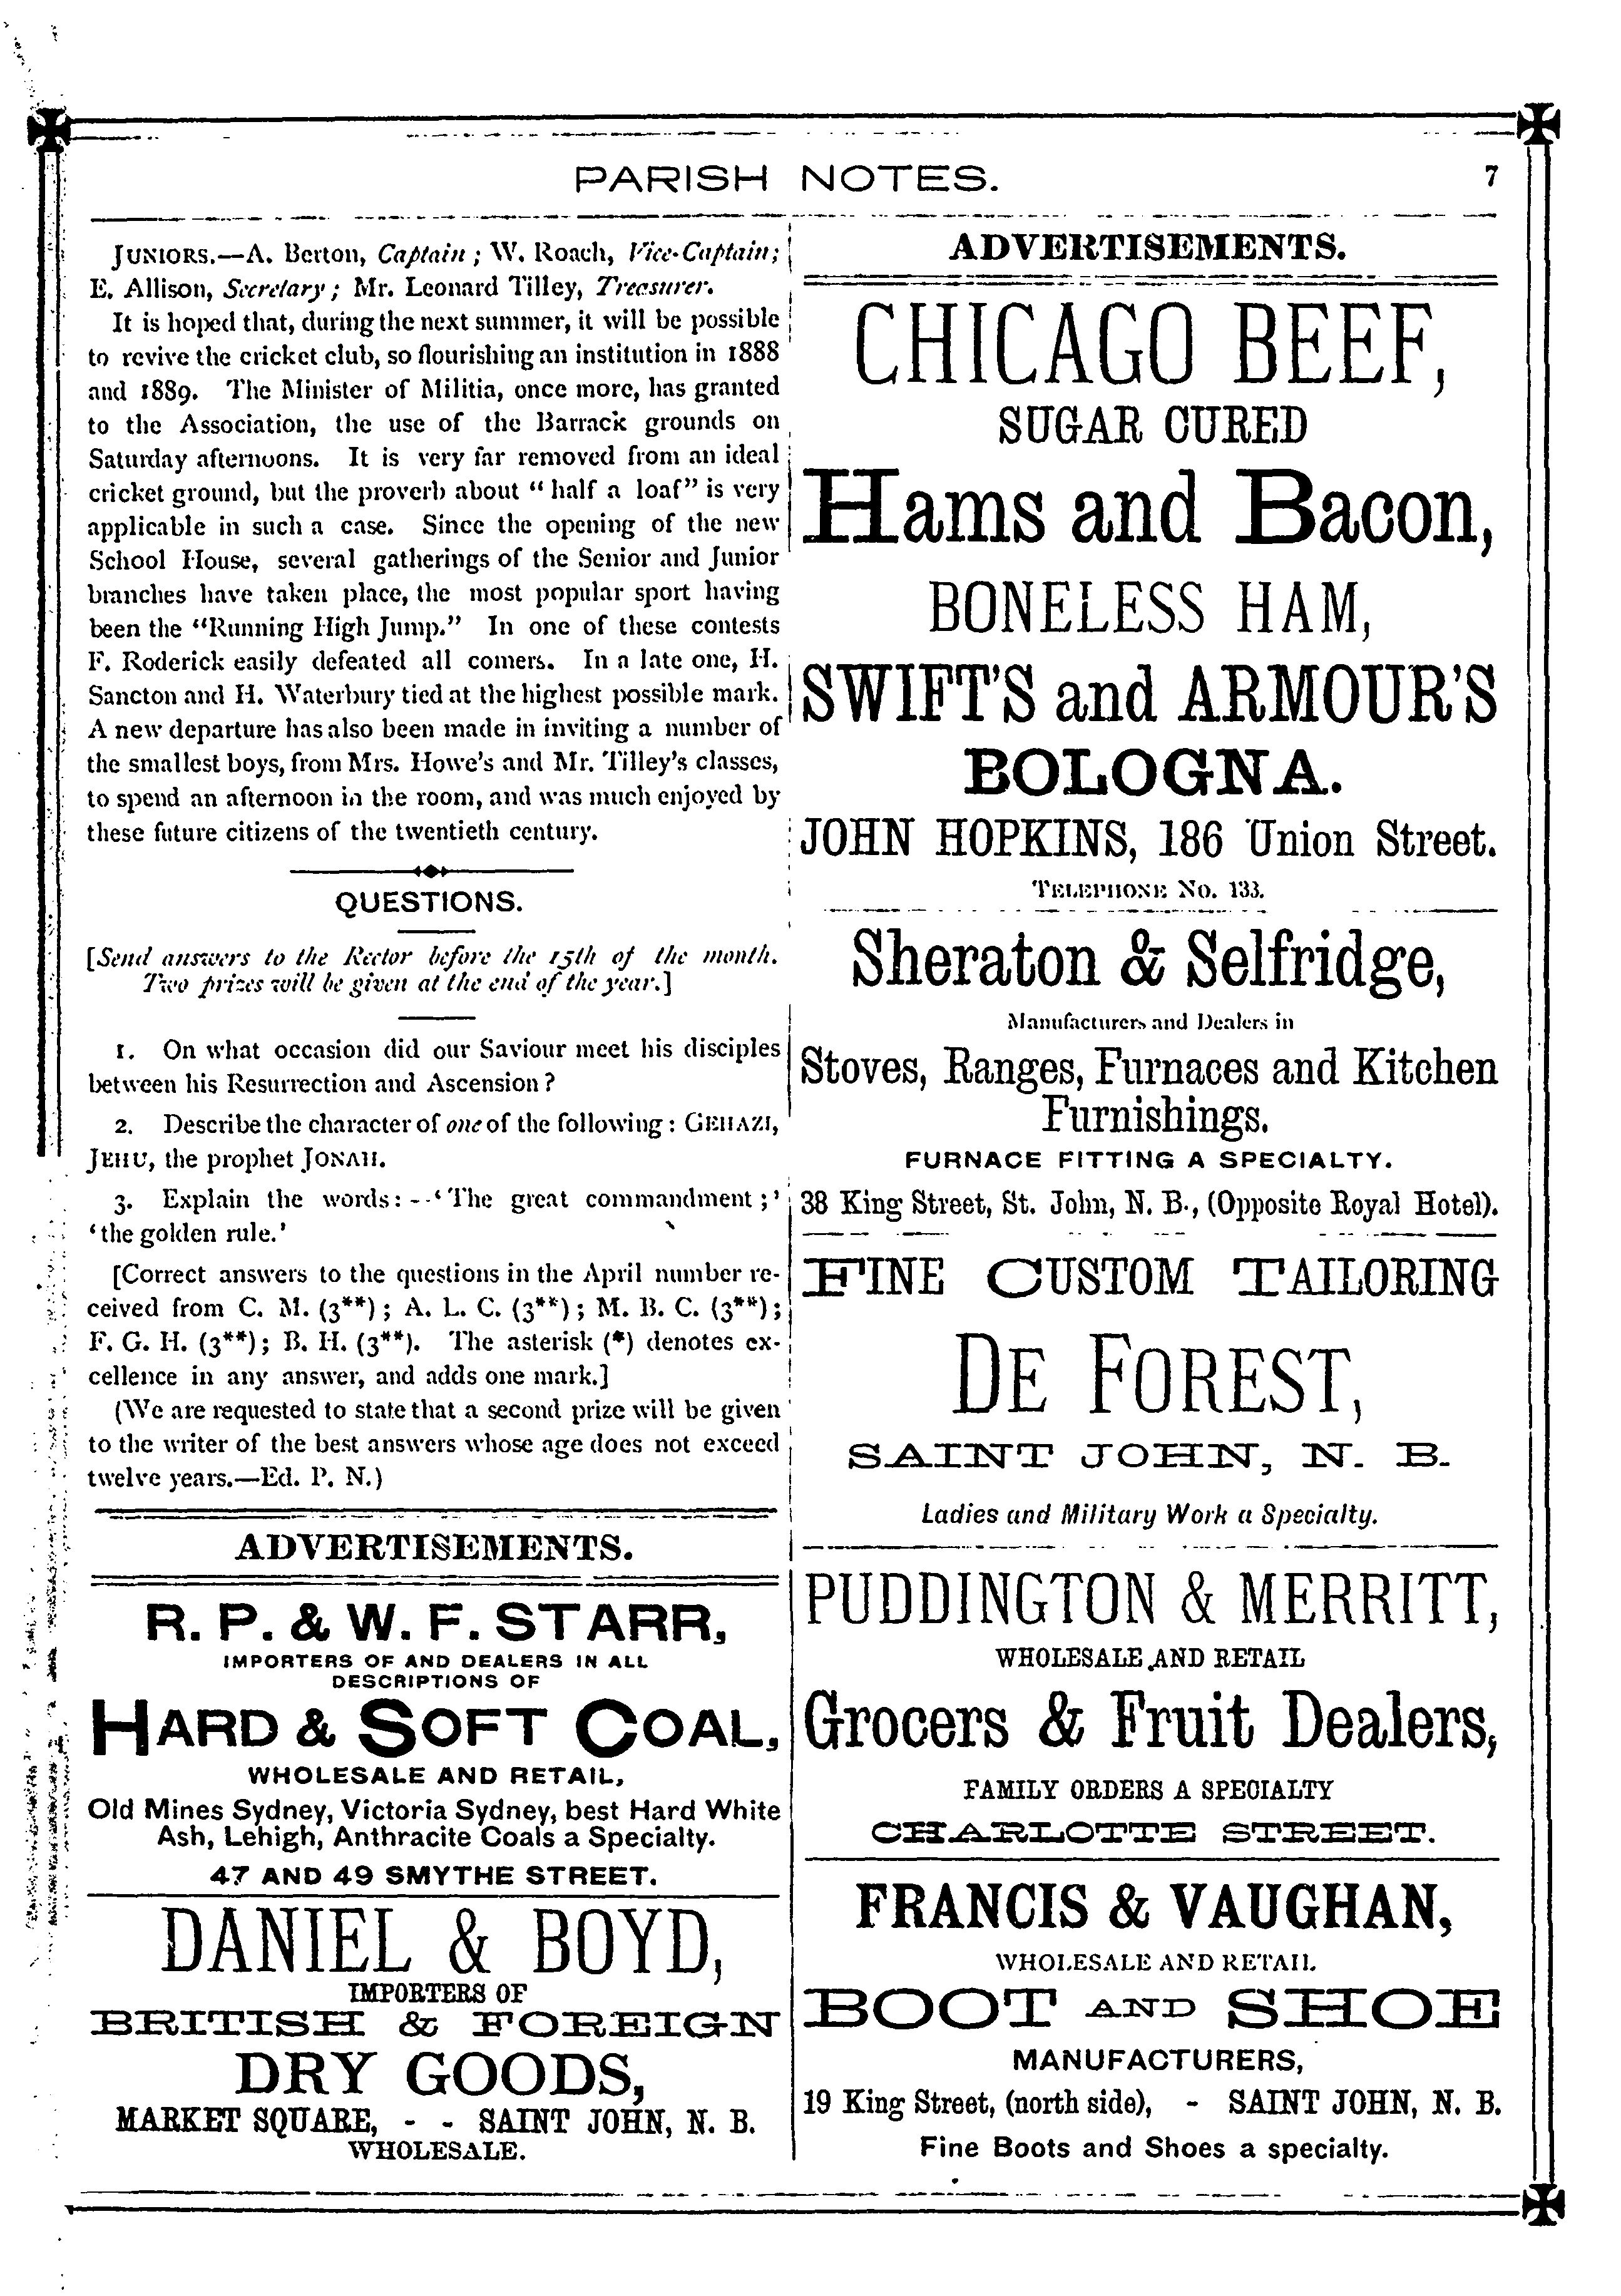 PARISH NOTES.
7
JUNIORS.—A. Berton, Captain; W. Roach, Vice-Captain;
E. Allison, Secretary; Mr. Leonard Tilley, Treasurer.
It is hoped that, during the next summer, it will be possible
to revive the cricket club, so flourishing an institution in 1888
and 1889. The Minister of Militia, once more, has granted
to the Association, the use of the Barrack grounds on
Saturday afternoons. It is very far removed from an ideal
cricket ground, but the proverb about "half a loaf" is very
applicable in such a case. Since the opening of the new
School House, several gatherings of the Senior and Junior
branches have taken place, the most popular sport having
been the "Running High Jump." In one of these contests
F. Roderick easily defeated all comers. In a late one, H.
Sancton and H. Waterbury tied at the highest possible mark.
A new departure has also been made in inviting a number of
the smallest boys, from Mrs. Howe's and Mr. Tilley's classes,
to spend an afternoon in the room, and was much enjoyed by
these future citizens of the twentieth century.
QUESTIONS.
[Send answers to the Rector before the 15th of the month.
Two prizes will be given at the end of the year.]
1. On what occasion did our Saviour meet his disciples
between his Resurrection and Ascension?
2. Describe the character of one of the following: GEHAZI,
JEHU, the prophet JONAH.
3. Explain the words:--'The great commandment;'
'the golden rule.'
[Correct answers to the questions in the April number re-
ceived from C. M. (3**); A. L. C. (3**); M. B. C. (3**);
F. G. H. (3**); B. H. (3**). The asterisk (*) denotes ex-
cellence in any answer, and adds one mark.]
(We are requested to state that a second prize will be given
to the writer of the best answers whose age does not exceed
twelve years.—Ed. P. N.)
ADVERTISEMENTS.
R. P. & W. F. STARR,
IMPORTERS OF AND DEALERS IN ALL
DESCRIPTIONS OF
HARD & SOFT COAL,
WHOLESALE AND RETAIL,
Old Mines Sydney, Victoria Sydney, best Hard White
Ash, Lehigh, Anthracite Coals a Specialty.
47 AND 49 SMYTHE STREET.
DANIEL & BOYD,
IMPORTERS OF
BRITISH & FOREIGN
DRY GOODS,
MARKET SQUARE, - - SAINT JOHN, N. B.
WHOLESALE.
ADVERTISEMENTS.
CHICAGO BEEF,
SUGAR CURED
Hams and Bacon,
BONELESS HAM,
SWIFT'S and ARMOUR'S
BOLOGNA.
JOHN HOPKINS, 186 Union Street.
TELEPHONE No. 133.
Sheraton & Selfridge,
Manufacturers and Dealers in
Stoves, Ranges, Furnaces and Kitchen
Furnishings.
FURNACE FITTING A SPECIALTY.
38 King Street, St. John, N. B., (Opposite Royal Hotel).
FINE CUSTOM TAILORING
DE FOREST,
SAINT JOHN, N. B.
Ladies and Military Work a Specialty.
PUDDINGTON & MERRITT,
WHOLESALE AND RETAIL
Grocers & Fruit Dealers,
FAMILY ORDERS A SPECIALTY
CHARLOTTE STREET.
FRANCIS & VAUGHAN,
WHOLESALE AND RETAIL
BOOT AND SHOE
MANUFACTURERS,
19 King Street, (north side), - SAINT JOHN, N. B.
Fine Boots and Shoes a specialty.